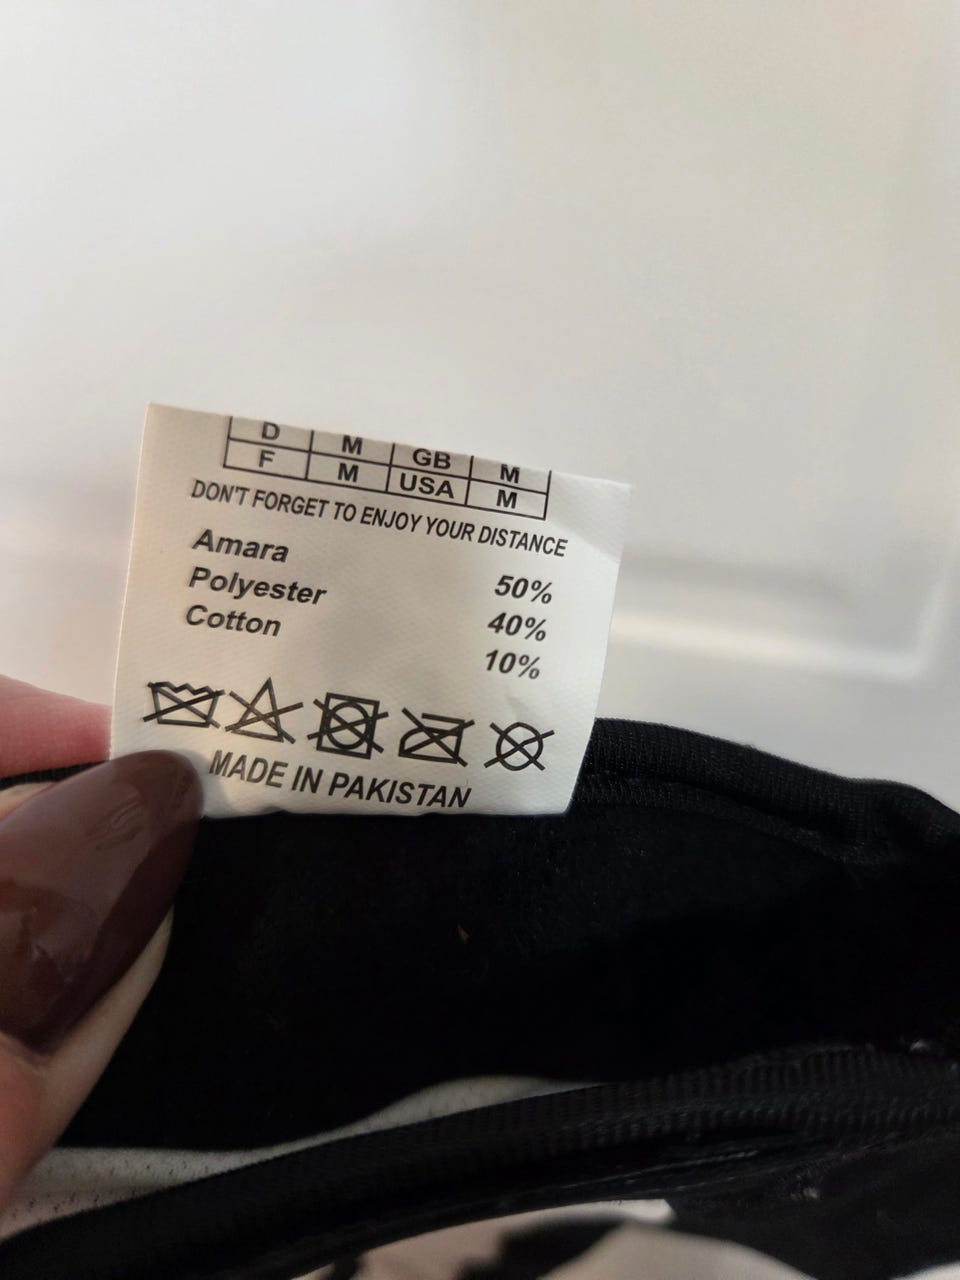 D M GB M
F M USA M
DON'T FORGET TO ENJOY YOUR DISTANCE
Amara 50%
Polyester 40%
Cotton 10%
MADE IN PAKISTAN